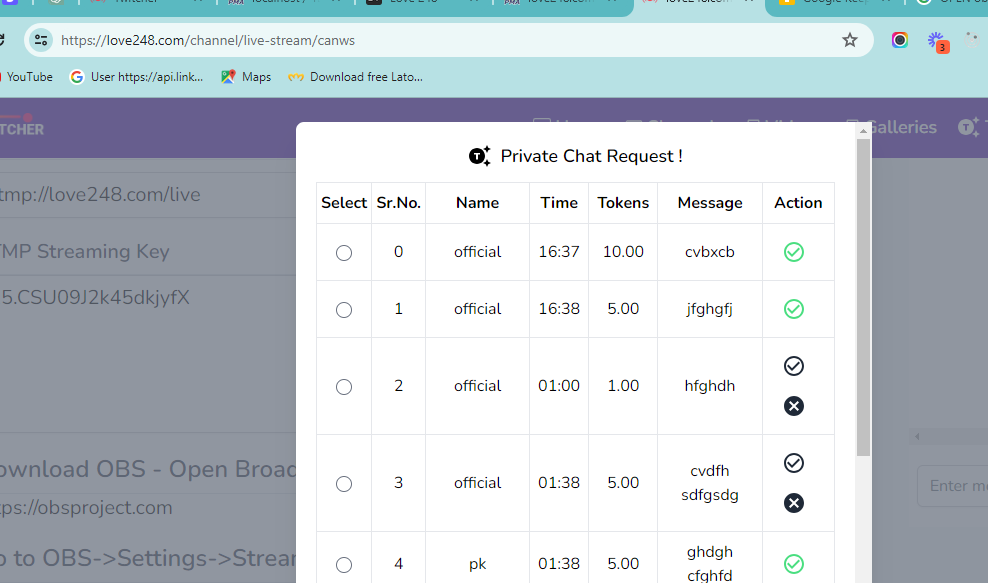 https://love248.com/channel/live-stream/canws
3
YouTube
User https://api.link...
Maps
Download free Lato...
TCHER
Galleries
Private Chat Request !
Select Sr.No. Name Time Tokens Message Action
0 official 16:37 10.00 cvbxcb
1 official 16:38 5.00 jfghgfj
2 official 01:00 1.00 hfghdh
3 official 01:38 5.00 cvdfh
sdfgsdg
4 pk 01:38 5.00 ghdgh
cfghfd
tmp://love248.com/live
MP Streaming Key
5.CSU09J2k45dkjyfX
ownload OBS - Open Broad
ps://obsproject.com
o to OBS->Settings->Stream
Enter me